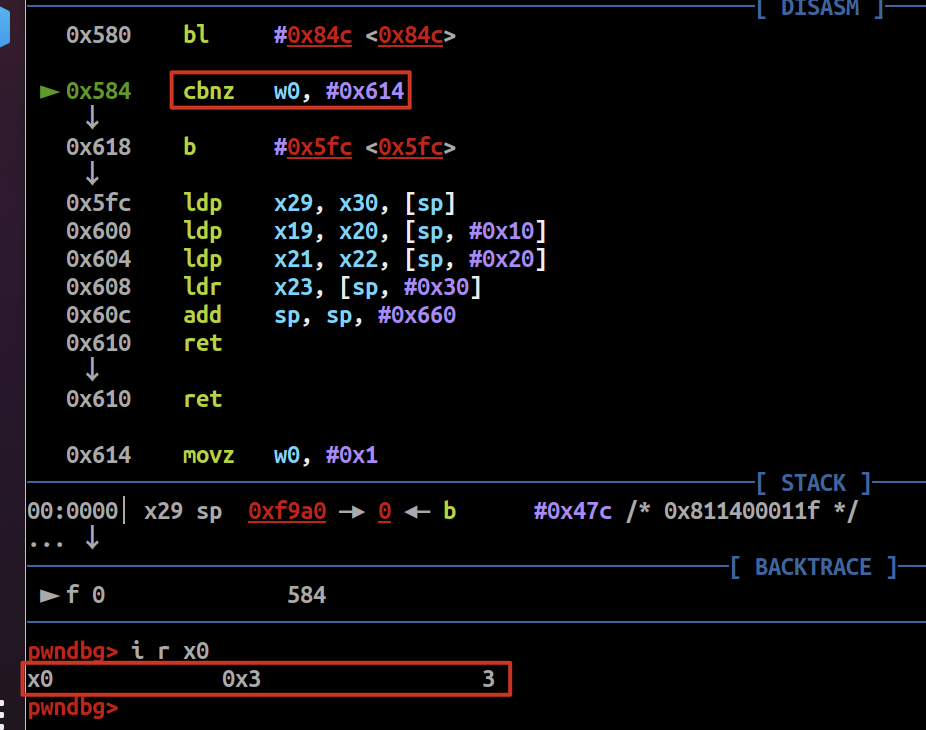 [ DISASM ]
0x580 bl #0x84c <0x84c>
► 0x584 cbnz w0, #0x614
↓
0x618 b #0x5fc <0x5fc>
↓
0x5fc ldp x29, x30, [sp]
0x600 ldp x19, x20, [sp, #0x10]
0x604 ldp x21, x22, [sp, #0x20]
0x608 ldr x23, [sp, #0x30]
0x60c add sp, sp, #0x660
0x610 ret
↓
0x610 ret
0x614 movz w0, #0x1
[ STACK ]
00:0000│ x29 sp 0xf9a0 —► 0 ◄— b #0x47c /* 0x811400011f */
... ↓
[ BACKTRACE ]
► f 0 584
pwndbg> i r x0
x0 0x3 3
pwndbg>